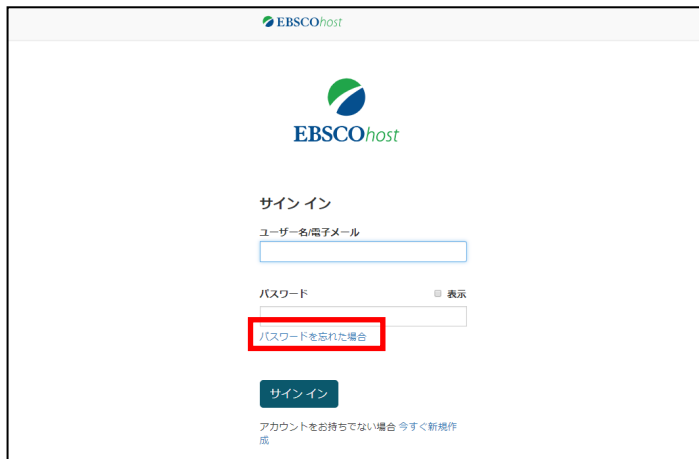 EBSCOhost
EBSCOhost
サイン イン
ユーザー名/電子メール
パスワード 表示
パスワードを忘れた場合
サイン イン
アカウントをお持ちでない場合 今すぐ新規作
成